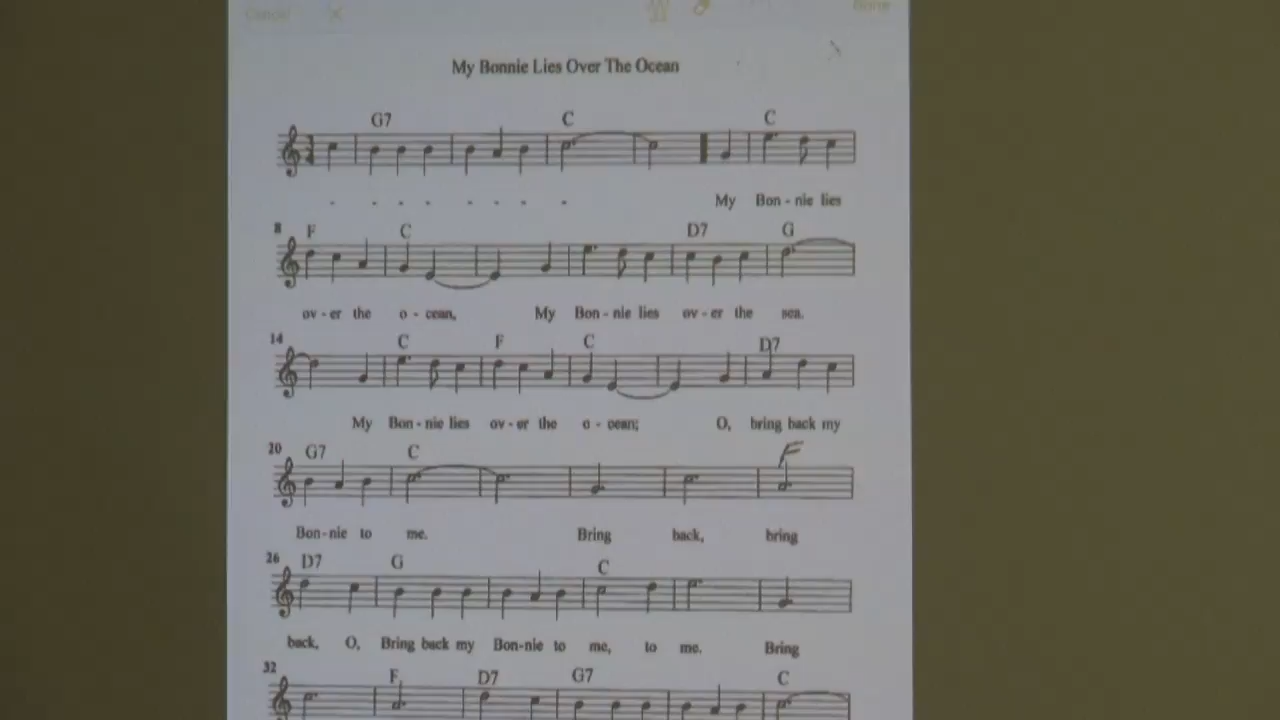 Cancel
My Bonnie Lies Over The Ocean
G7 C C
3 4
- - - - - - - - My Bon - nie lies
8 F C D7 G
ov - er the o - cean, My Bon - nie lies ov - er the sea.
14 C F C D7
My Bon - nie lies ov - er the o - cean; O, bring back my
20 G7 C F
Bon - nie to me. Bring back, bring
26 D7 G C
back, O, Bring back my Bon-nie to me, to me. Bring
32 F D7 G7 C